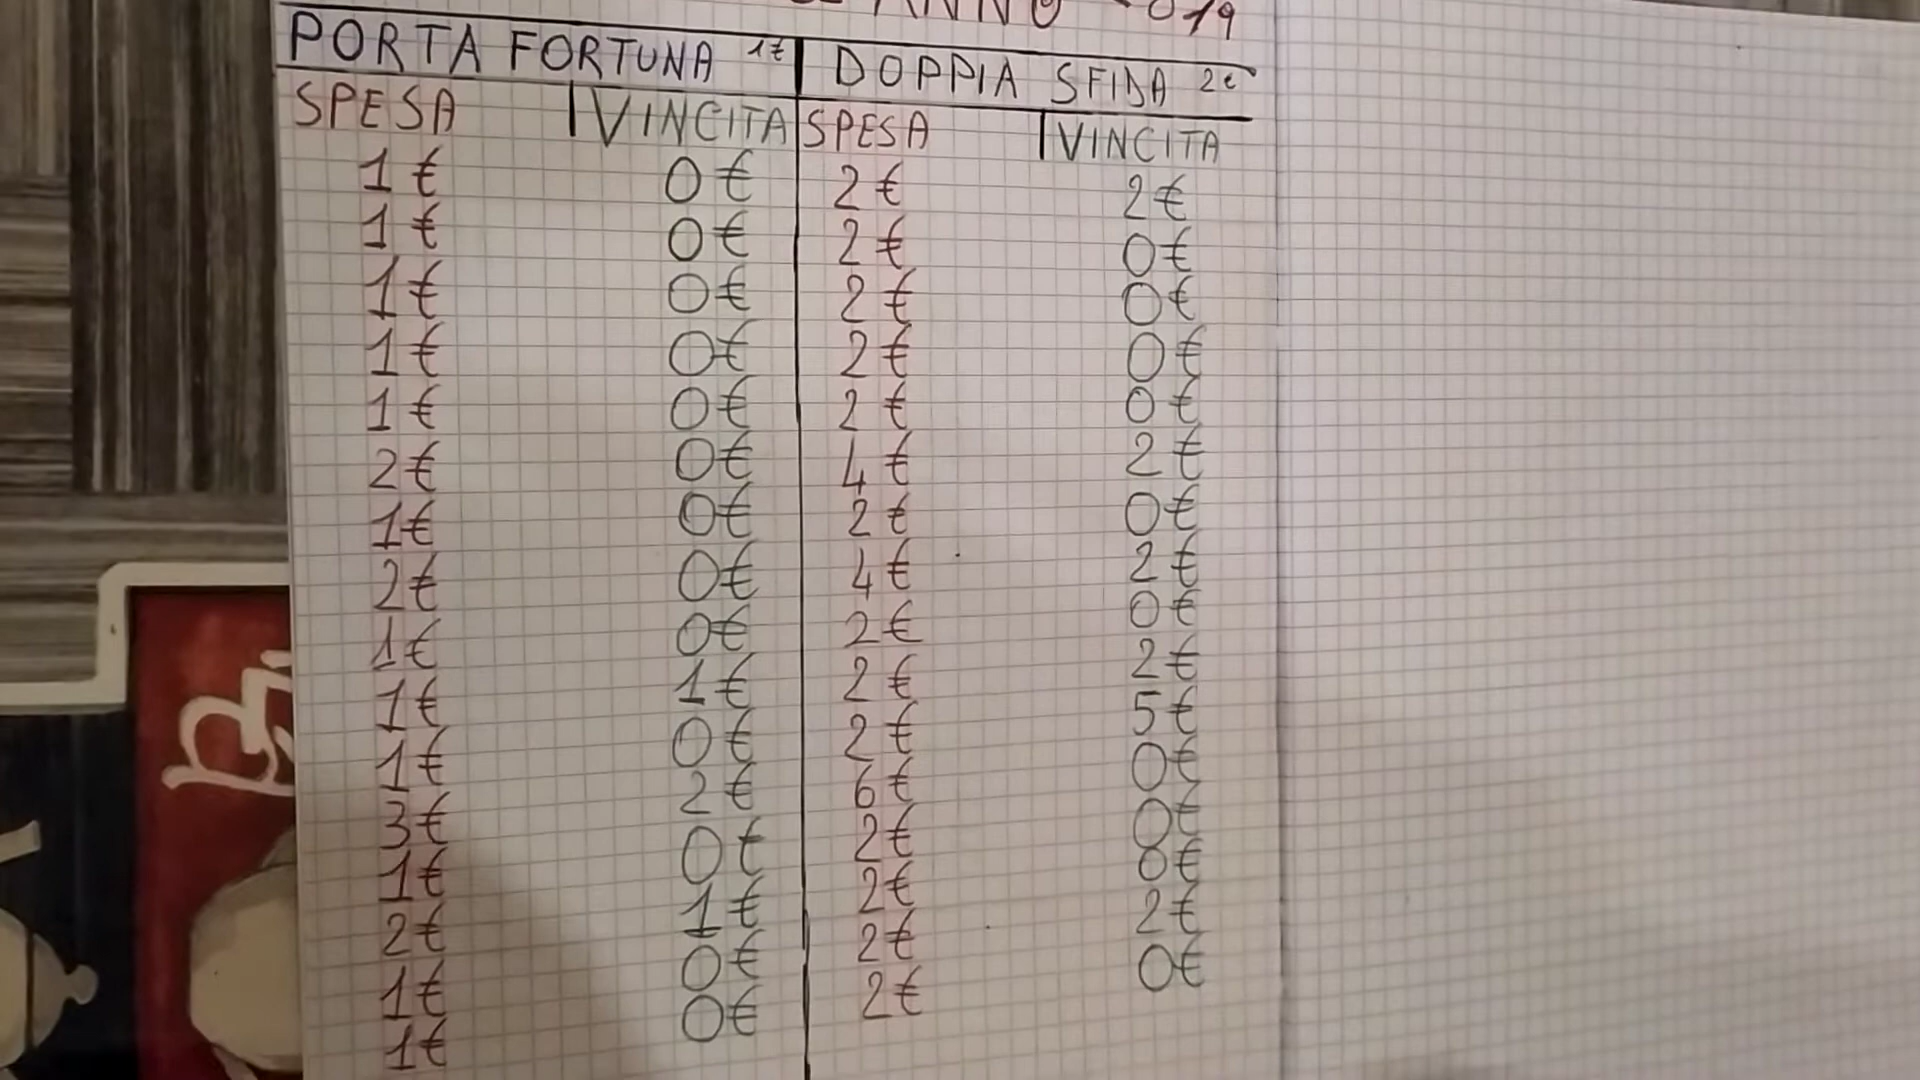 ANNO 2019
PORTA FORTUNA 1€ DOPPIA SFIDA 2€
SPESA VINCITA SPESA VINCITA
1€ 0€ 2€ 2€
1€ 0€ 2€ 0€
1€ 0€ 2€ 0€
1€ 0€ 2€ 0€
1€ 0€ 2€ 0€
2€ 0€ 4€ 2€
1€ 0€ 2€ 0€
2€ 0€ 4€ 2€
1€ 0€ 2€ 0€
1€ 1€ 2€ 2€
1€ 0€ 2€ 5€
3€ 2€ 6€ 0€
1€ 0€ 2€ 0€
2€ 1€ 2€ 0€
1€ 0€ 2€ 2€
1€ 0€ 2€ 0€